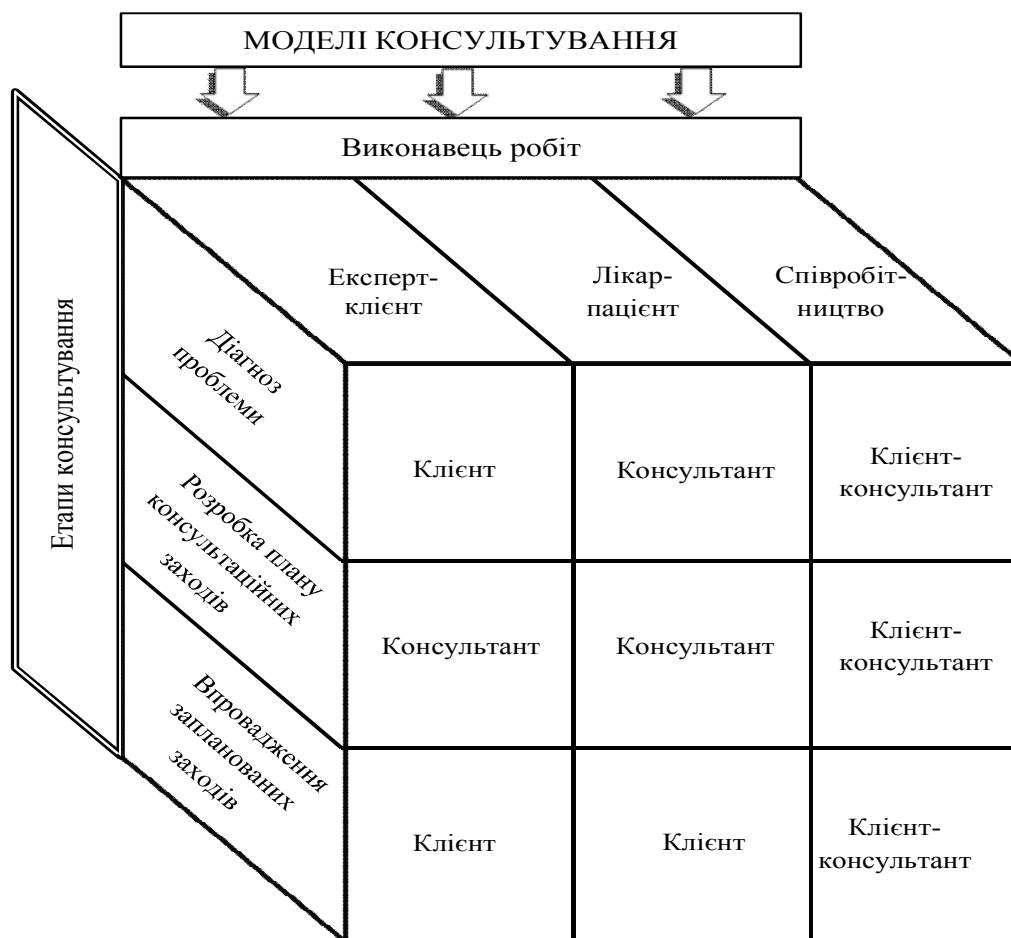 МОДЕЛІ КОНСУЛЬТУВАННЯ
Виконавець робіт
Етапи консультування
Експерт-
клієнт
Лікар-
пацієнт
Співробіт-
ництво
Діагноз
проблеми
Клієнт
Консультант
Клієнт-
консультант
Розробка плану
консультаційних
заходів
Консультант
Консультант
Клієнт-
консультант
Впровадження
запланованих
заходів
Клієнт
Клієнт
Клієнт-
консультант